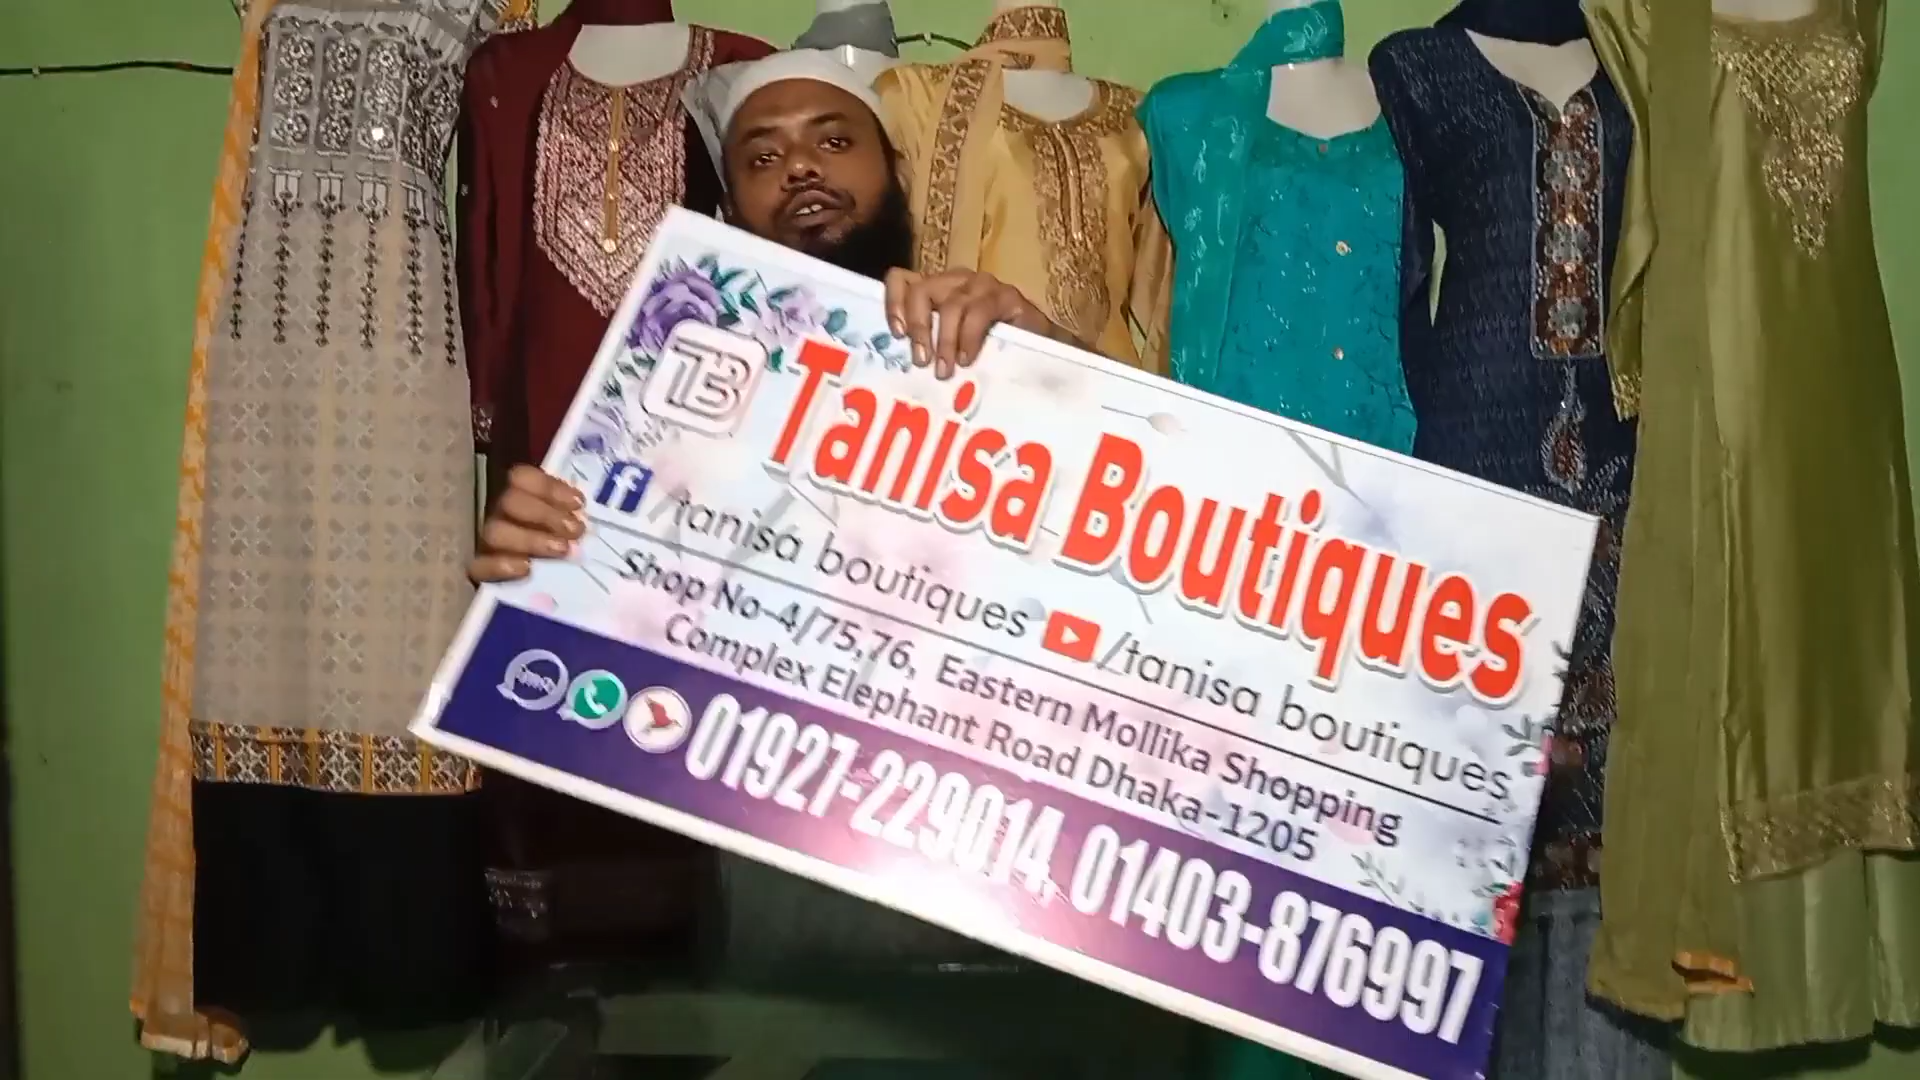 TB
Tanisa Boutiques
f /tanisa boutiques /tanisa boutiques
Shop No-4/75,76, Eastern Mollika Shopping
Complex Elephant Road Dhaka-1205
imo 01927-229014, 01403-876997